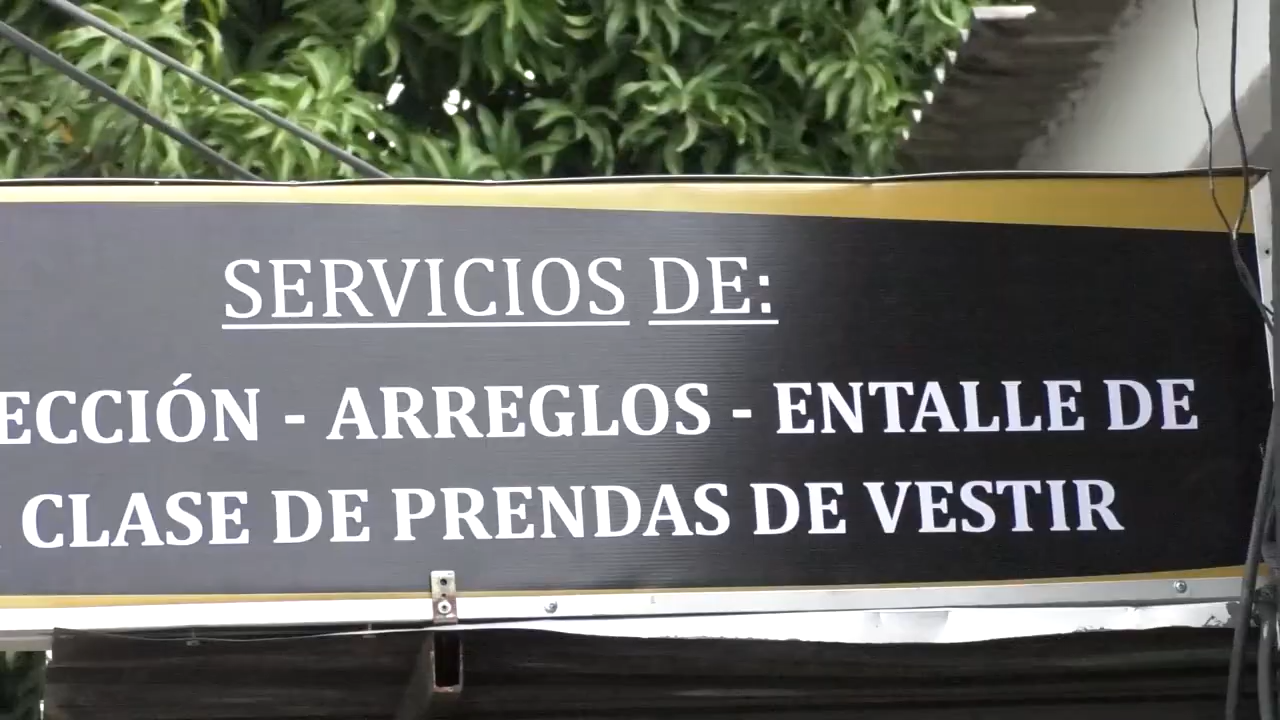 SERVICIOS DE:
ECCIÓN - ARREGLOS - ENTALLE DE
CLASE DE PRENDAS DE VESTIR